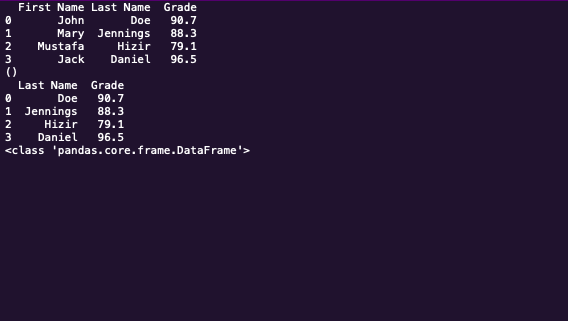 First Name Last Name  Grade
0       John       Doe   90.7
1       Mary  Jennings   88.3
2    Mustafa     Hizir   79.1
3       Jack    Daniel   96.5
()
  Last Name  Grade
0       Doe   90.7
1  Jennings   88.3
2     Hizir   79.1
3    Daniel   96.5
<class 'pandas.core.frame.DataFrame'>